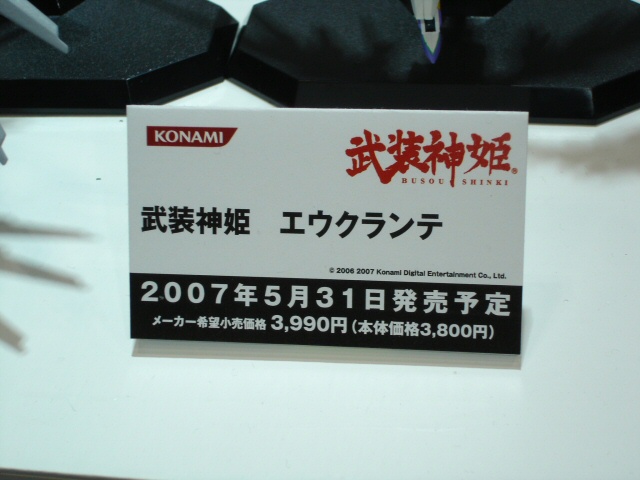 KONAMI
武装神姫®
BUSOU SHINKI
武装神姫 エウクランテ
© 2006 2007 Konami Digital Entertainment Co., Ltd.
2007年5月31日発売予定
メーカー希望小売価格 3,990円(本体価格3,800円)